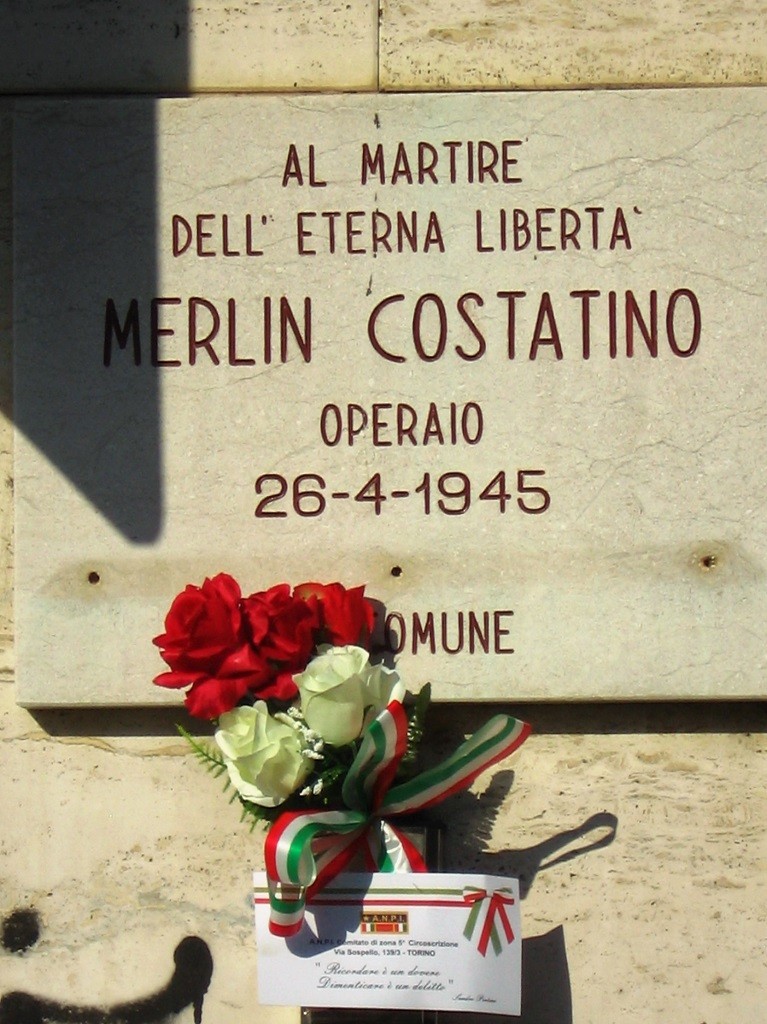 AL MARTIRE
DELL' ETERNA LIBERTA'
MERLIN COSTATINO
OPERAIO
26-4-1945
OMUNE
A.N.P.I.
A.N.P.I. Comitato di zona 5° Circoscrizione
Via Sospello, 139/3 - TORINO
"Ricordare è un dovere
Dimenticare è un delitto"